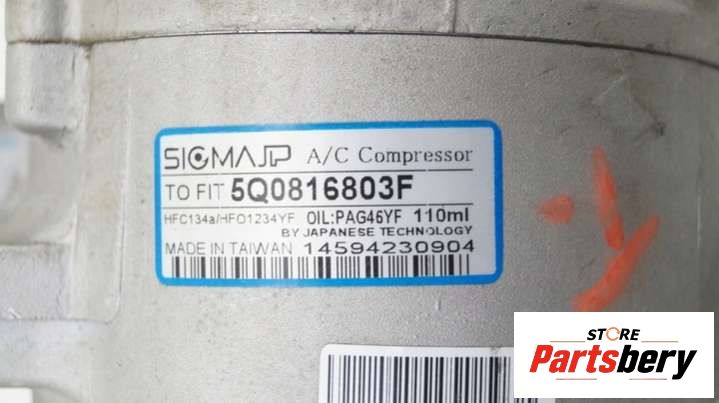 SIGMAJP A/C Compressor
TO FIT 5Q0816803F
HFC134a/HFO1234YF OIL:PAG46YF 110ml
BY JAPANESE TECHNOLOGY
MADE IN TAIWAN 14594230904
STORE
Partsbery